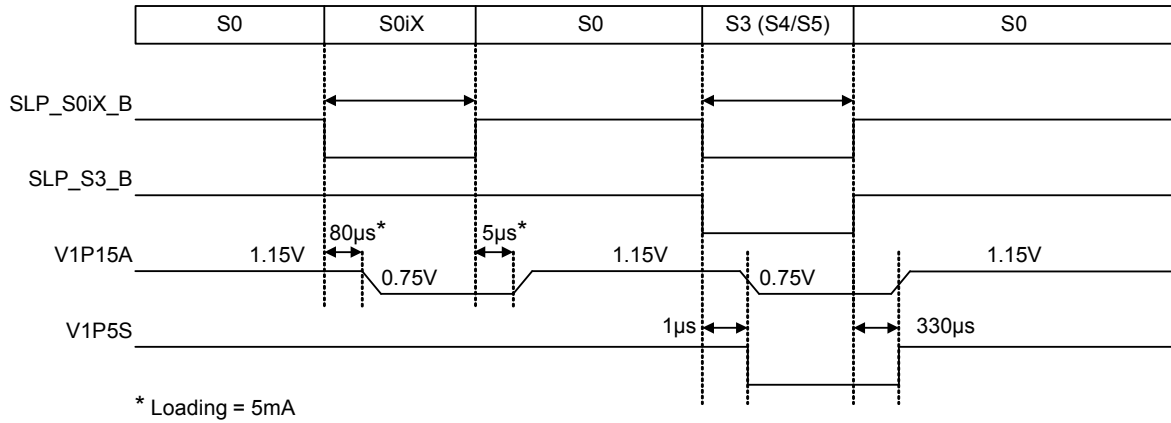 S0 S0iX S0 S3 (S4/S5) S0
SLP_S0iX_B
SLP_S3_B
80µs* 5µs*
V1P15A 1.15V 0.75V 1.15V 0.75V 1.15V
1µs 330µs
V1P5S
* Loading = 5mA